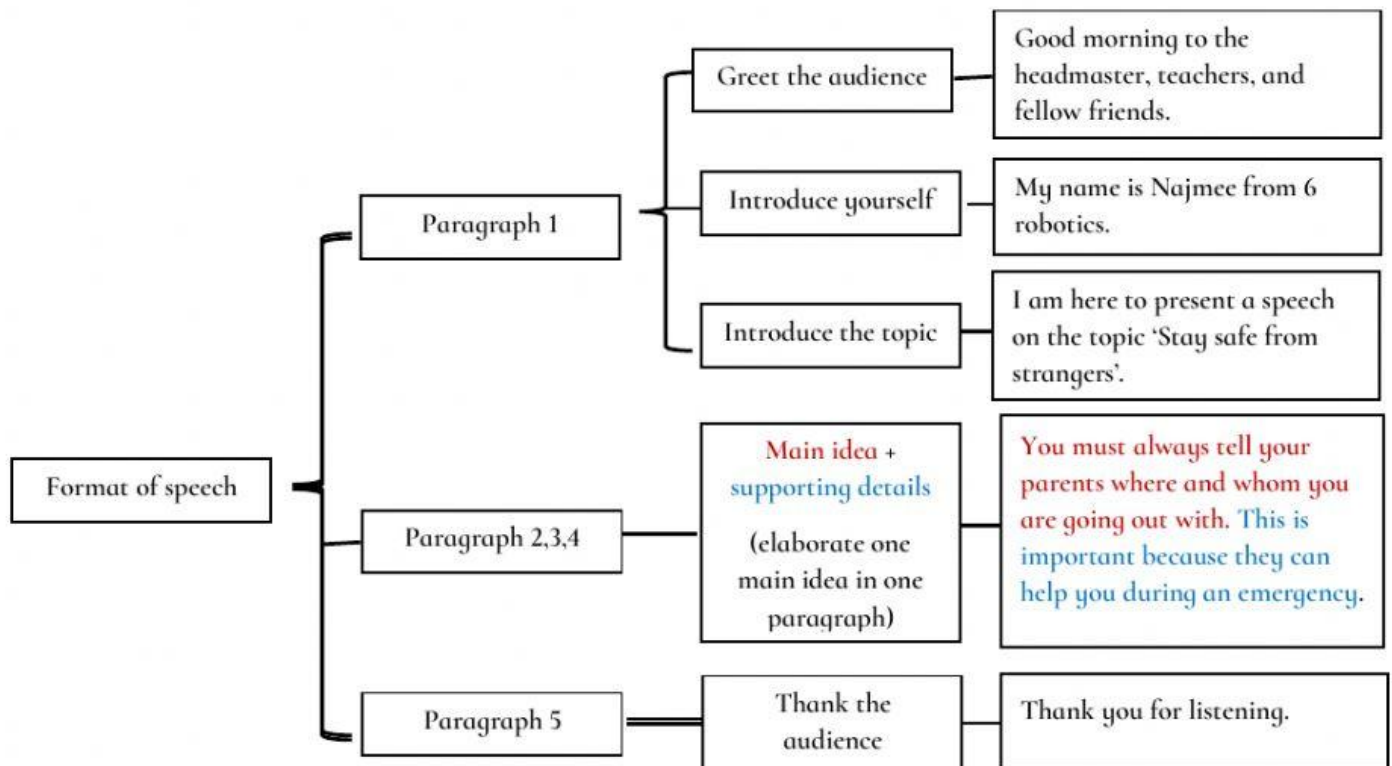 Format of speech
Paragraph 1
Greet the audience
Good morning to the
headmaster, teachers, and
fellow friends.
Introduce yourself
My name is Najmee from 6
robotics.
Introduce the topic
I am here to present a speech
on the topic ‘Stay safe from
strangers’.
Paragraph 2,3,4
Main idea +
supporting details
(elaborate one
main idea in one
paragraph)
You must always tell your
parents where and whom you
are going out with. This is
important because they can
help you during an emergency.
Paragraph 5
Thank the
audience
Thank you for listening.